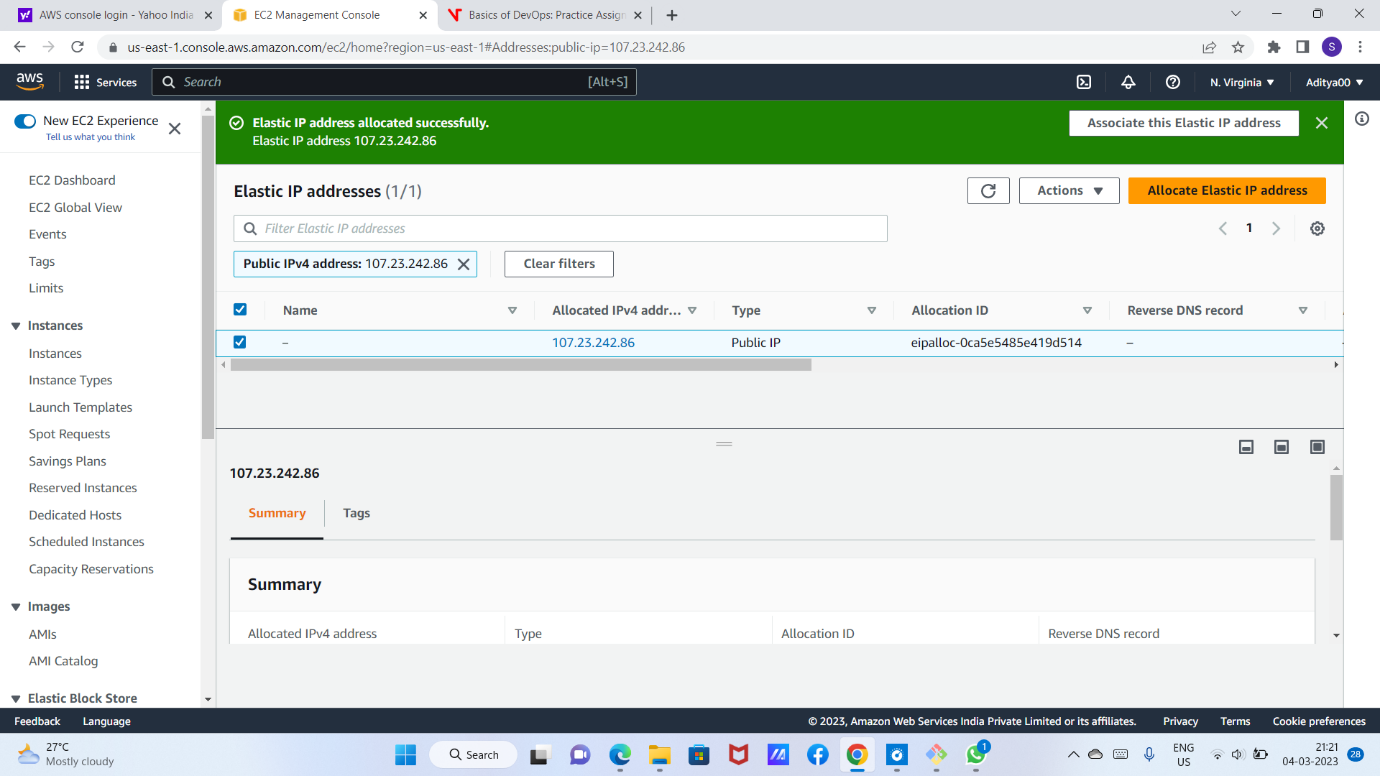 AWS console login - Yahoo India
EC2 Management Console
Basics of DevOps: Practice Assign
us-east-1.console.aws.amazon.com/ec2/home?region=us-east-1#Addresses:public-ip=107.23.242.86
S
aws
Services
Search
[Alt+S]
N. Virginia
Aditya00
New EC2 Experience
Tell us what you think
EC2 Dashboard
EC2 Global View
Events
Tags
Limits
Instances
Instances
Instance Types
Launch Templates
Spot Requests
Savings Plans
Reserved Instances
Dedicated Hosts
Scheduled Instances
Capacity Reservations
Images
AMIs
AMI Catalog
Elastic Block Store
Elastic IP address allocated successfully.
Elastic IP address 107.23.242.86
Associate this Elastic IP address
Elastic IP addresses (1/1)
Actions
Allocate Elastic IP address
Filter Elastic IP addresses
1
Public IPv4 address: 107.23.242.86
Clear filters
Name
Allocated IPv4 addr...
Type
Allocation ID
Reverse DNS record
–
107.23.242.86
Public IP
eipalloc-0ca5e5485e419d514
–
107.23.242.86
Summary
Tags
Summary
Allocated IPv4 address
Type
Allocation ID
Reverse DNS record
Feedback
Language
© 2023, Amazon Web Services India Private Limited or its affiliates.
Privacy
Terms
Cookie preferences
27°C
Mostly cloudy
Search
1
ENG
US
21:21
04-03-2023
28